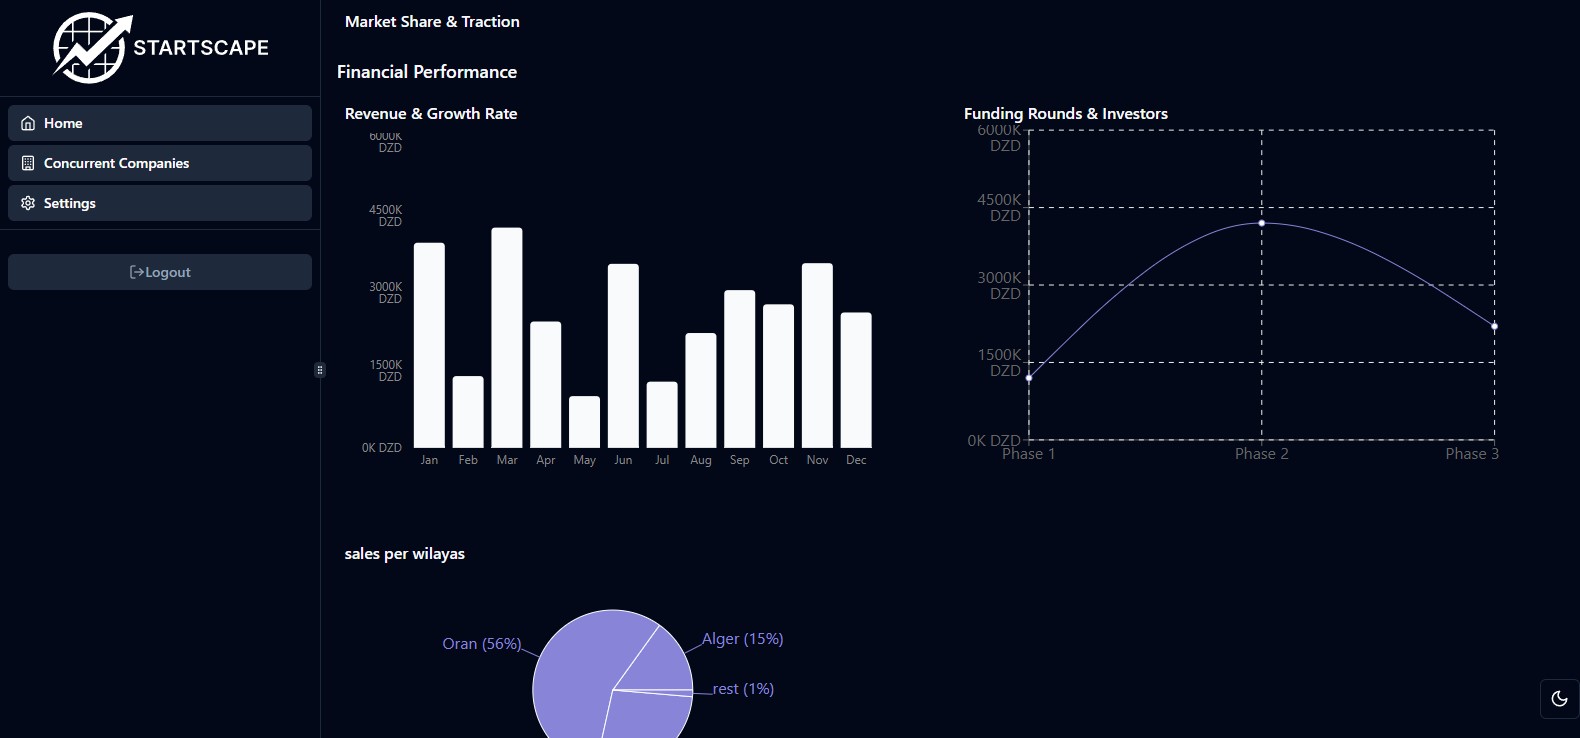 STARTSCAPE
Home
Concurrent Companies
Settings
Logout
Market Share & Traction
Financial Performance
Revenue & Growth Rate
6000K
DZD
4500K
DZD
3000K
DZD
1500K
DZD
0K DZD
Jan Feb Mar Apr May Jun Jul Aug Sep Oct Nov Dec
Funding Rounds & Investors
6000K
DZD
4500K
DZD
3000K
DZD
1500K
DZD
0K DZD
Phase 1 Phase 2 Phase 3
sales per wilayas
Oran (56%)
Alger (15%)
rest (1%)